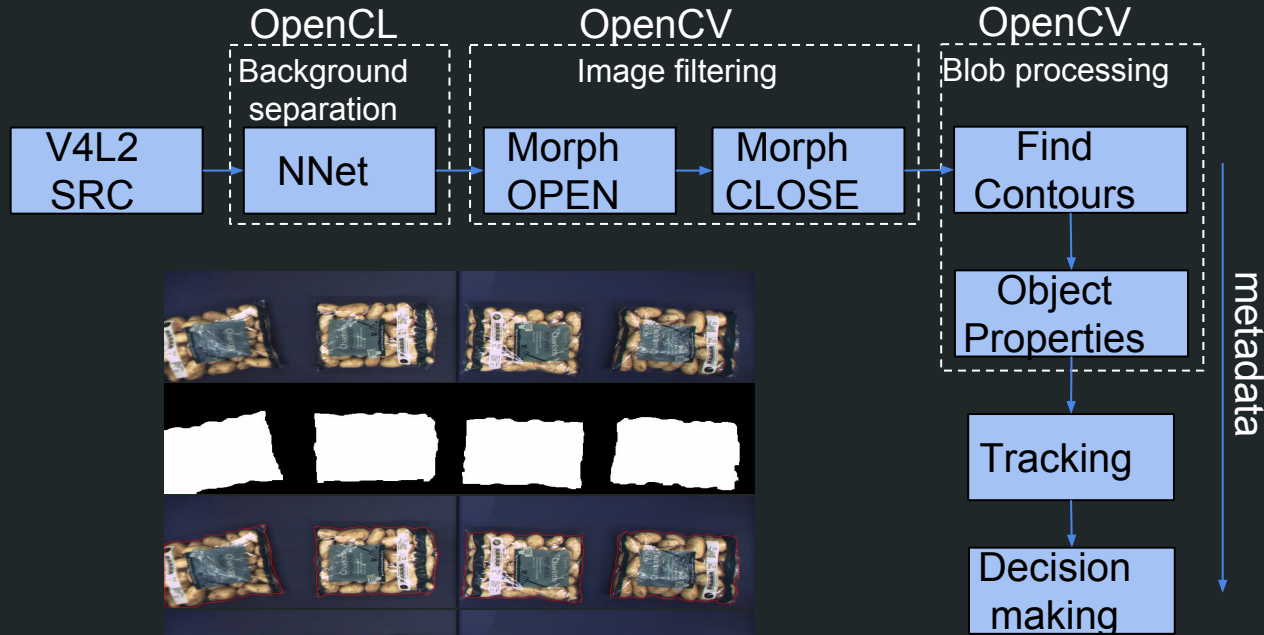 OpenCL
OpenCV
OpenCV
Background
separation
Image filtering
Blob processing
V4L2
SRC
NNet
Morph
OPEN
Morph
CLOSE
Find
Contours
Object
Properties
metadata
Tracking
Decision
making